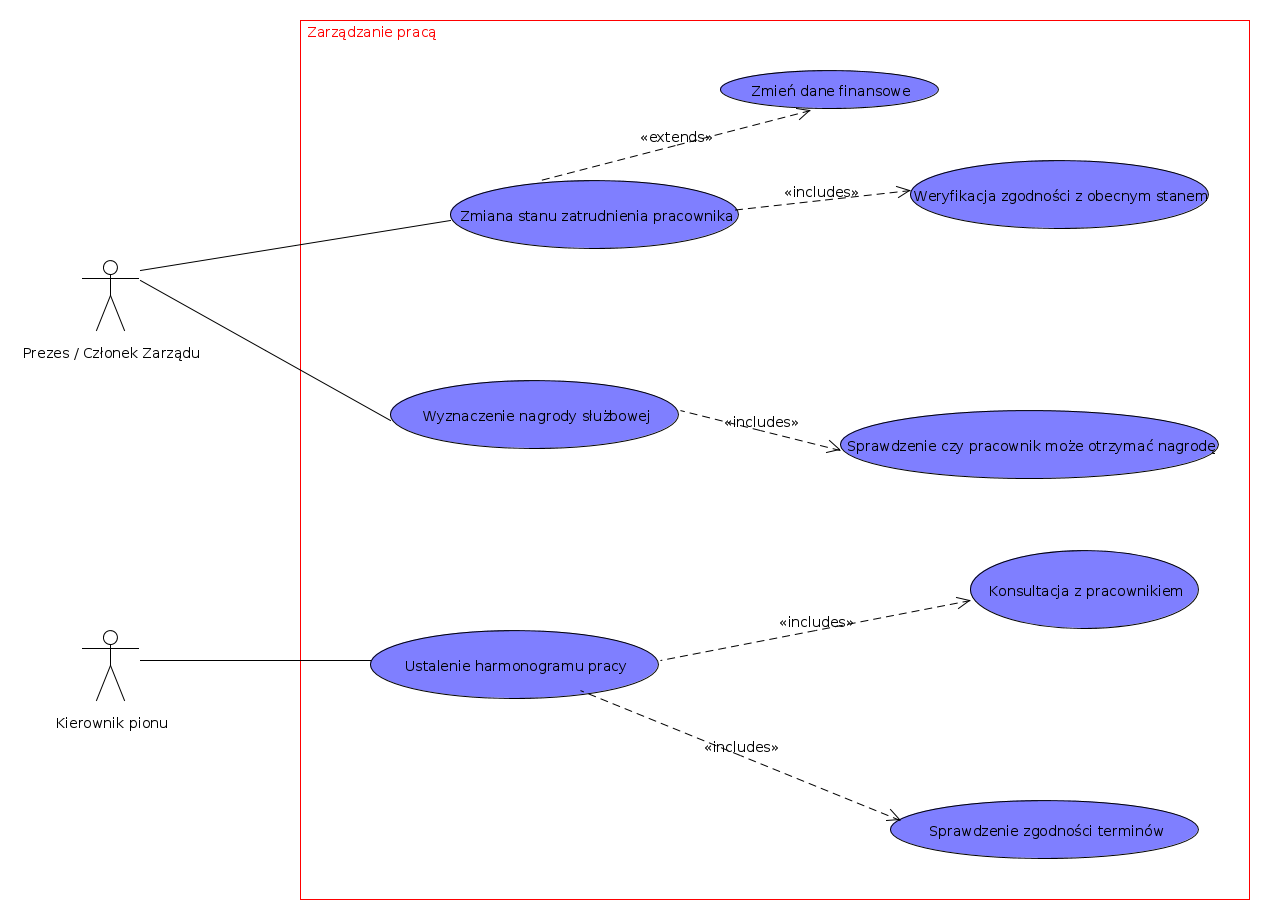 Zarządzanie pracą
Zmień dane finansowe
«extends»
«includes»
Weryfikacja zgodności z obecnym stanem
Zmiana stanu zatrudnienia pracownika
Prezes / Członek Zarządu
Wyznaczenie nagrody służbowej
«includes»
Sprawdzenie czy pracownik może otrzymać nagrodę
Konsultacja z pracownikiem
«includes»
Ustalenie harmonogramu pracy
Kierownik pionu
«includes»
Sprawdzenie zgodności terminów